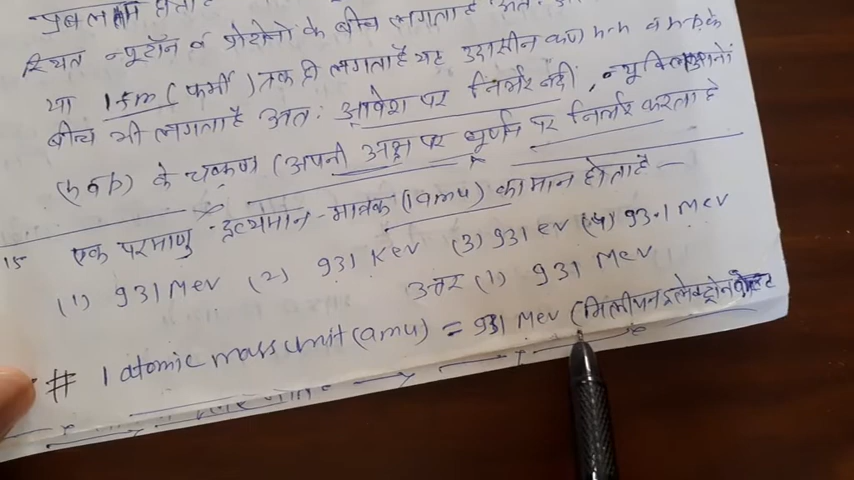 प्रबल होता
स्थित न्यूट्रॉन व प्रोटोनो के बीच लगता है अतः
या 1fm (फर्मी) तक ही लगता है यह उदासीन कण n-n व n-p के
बीच भी लगता है अतः आवेश पर निर्भर नही, न्यूक्लिआनों
(n & p) के चक्रण (अपनी अक्ष पर घूर्णन पर निर्भर करता है
15 एक परमाणु द्रव्यमान-मात्रक (1amu) का मान होता है -
(1) 931 Mev (2) 931 Kev (3) 931 ev (4) 93.1 Mev
उत्तर (1) 931 Mev
# 1 atomic mass unit (amu) = 931 Mev (मिलीयन इलेक्ट्रोन वोल्ट